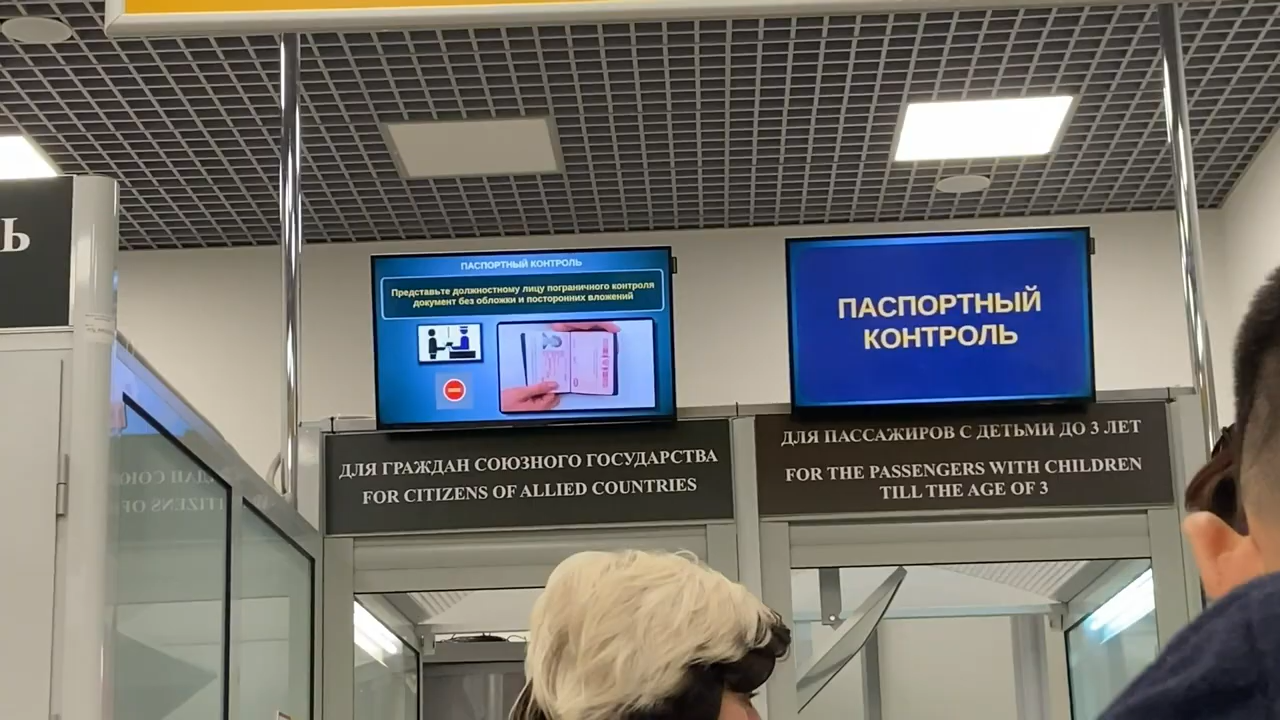 Ь
ПАСПОРТНЫЙ КОНТРОЛЬ
Представьте должностному лицу пограничного контроля
документ без обложки и посторонних вложений
ПАСПОРТНЫЙ
КОНТРОЛЬ
ДЛЯ ГРАЖДАН СОЮЗНОГО ГОСУДАРСТВА
FOR CITIZENS OF ALLIED COUNTRIES
ДЛЯ ПАССАЖИРОВ С ДЕТЬМИ ДО 3 ЛЕТ
FOR THE PASSENGERS WITH CHILDREN
TILL THE AGE OF 3